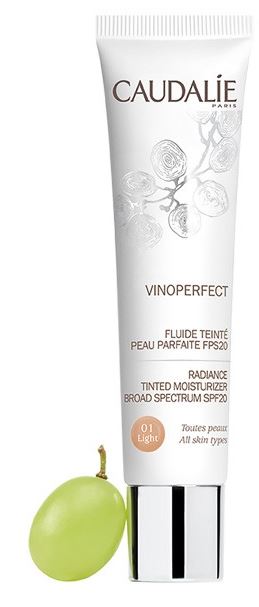 CAUDALIE
PARIS
VINOPERFECT
FLUIDE TEINTÉ
PEAU PARFAITE FPS20
RADIANCE
TINTED MOISTURIZER
BROAD SPECTRUM SPF20
01
Light
Toutes peaux
All skin types